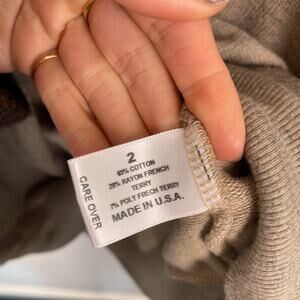 2
65% COTTON
28% RAYON FRENCH
TERRY
7% POLY FRECH TERRY
MADE IN U.S.A.
CARE OVER